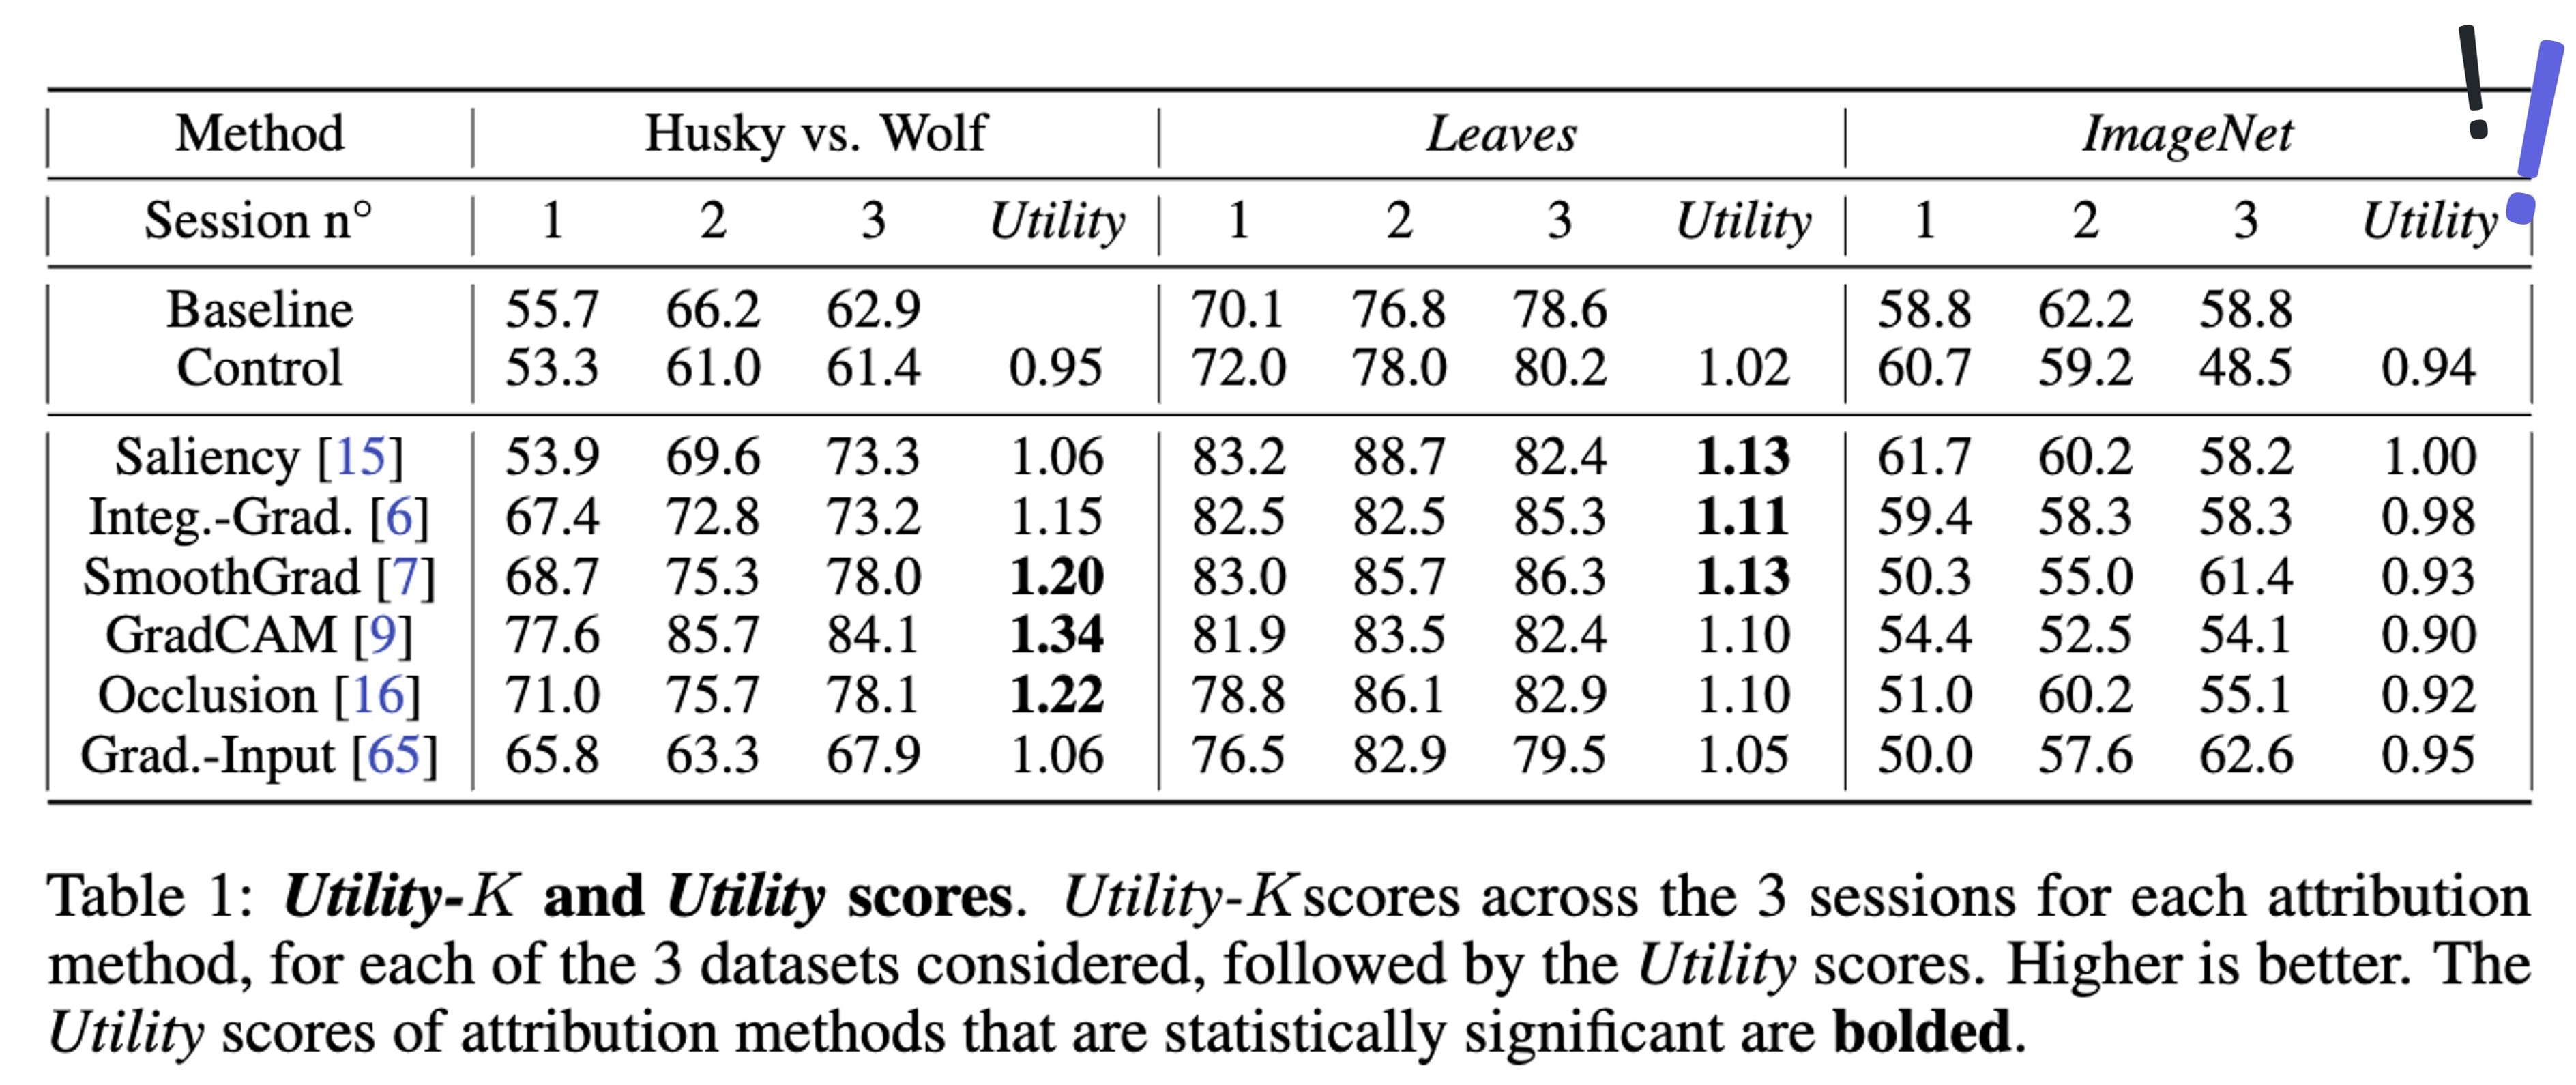 Method Husky vs. Wolf Leaves ImageNet
Session n° 1 2 3 Utility 1 2 3 Utility 1 2 3 Utility
Baseline 55.7 66.2 62.9 70.1 76.8 78.6 58.8 62.2 58.8
Control 53.3 61.0 61.4 0.95 72.0 78.0 80.2 1.02 60.7 59.2 48.5 0.94
Saliency [15] 53.9 69.6 73.3 1.06 83.2 88.7 82.4 1.13 61.7 60.2 58.2 1.00
Integ.-Grad. [6] 67.4 72.8 73.2 1.15 82.5 82.5 85.3 1.11 59.4 58.3 58.3 0.98
SmoothGrad [7] 68.7 75.3 78.0 1.20 83.0 85.7 86.3 1.13 50.3 55.0 61.4 0.93
GradCAM [9] 77.6 85.7 84.1 1.34 81.9 83.5 82.4 1.10 54.4 52.5 54.1 0.90
Occlusion [16] 71.0 75.7 78.1 1.22 78.8 86.1 82.9 1.10 51.0 60.2 55.1 0.92
Grad.-Input [65] 65.8 63.3 67.9 1.06 76.5 82.9 79.5 1.05 50.0 57.6 62.6 0.95
Table 1: Utility-K and Utility scores. Utility-K scores across the 3 sessions for each attribution
method, for each of the 3 datasets considered, followed by the Utility scores. Higher is better. The
Utility scores of attribution methods that are statistically significant are bolded.
!!